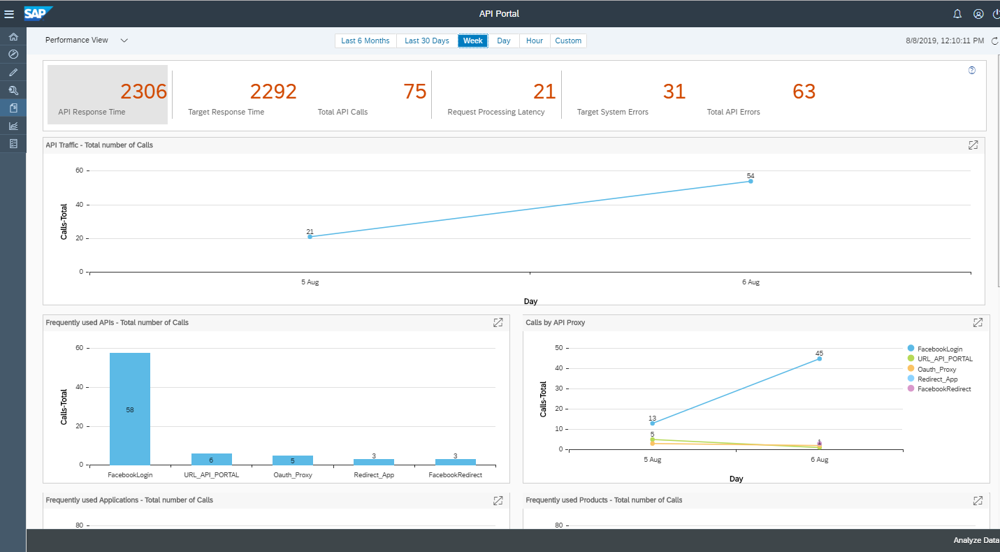 SAP
API Portal
Performance View
Last 6 Months Last 30 Days Week Day Hour Custom
8/8/2019, 12:10:11 PM
2306 2292 75 21 31 63
API Response Time Target Response Time Total API Calls Request Processing Latency Target System Errors Total API Errors
API Traffic - Total number of Calls
60
54
40
Calls-Total
21
20
0
5 Aug 6 Aug
Day
Frequently used APIs - Total number of Calls
60
40
Calls-Total
58
20
6 5 3 3
0
FacebookLogin URL_API_PORTAL Oauth_Proxy Redirect_App FacebookRedirect
Calls by API Proxy
50
45
40
30
Calls-Total
20
13
10
5
1
0
5 Aug 6 Aug
Day
FacebookLogin
URL_API_PORTAL
Oauth_Proxy
Redirect_App
FacebookRedirect
Frequently used Applications - Total number of Calls
80
Frequently used Products - Total number of Calls
80
Analyze Data